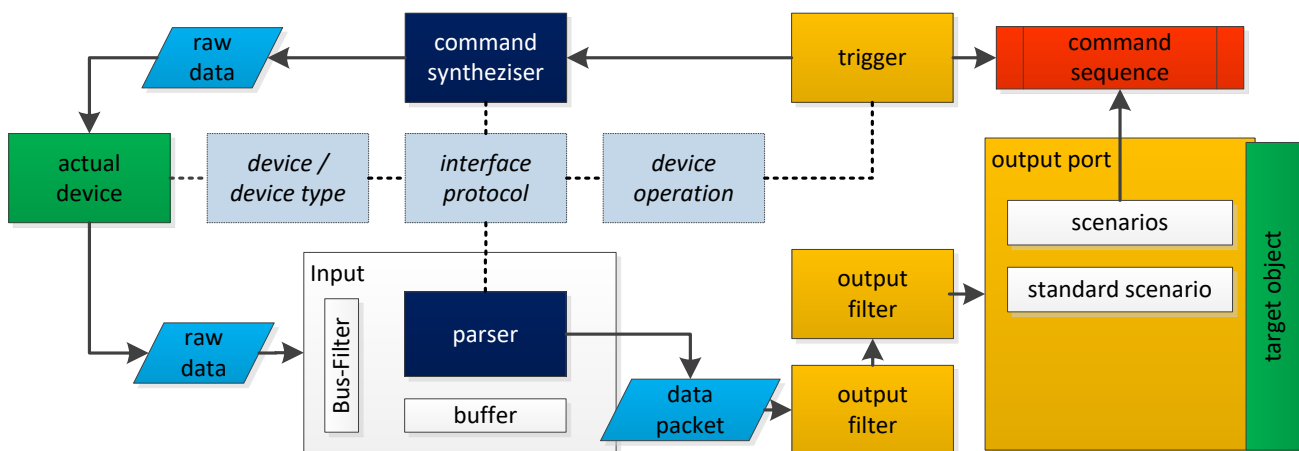 raw
data
command
syntheziser
trigger
command
sequence
actual
device
device /
device type
interface
protocol
device
operation
output port
scenarios
standard scenario
target object
Input
Bus-Filter
parser
buffer
raw
data
data
packet
output
filter
output
filter